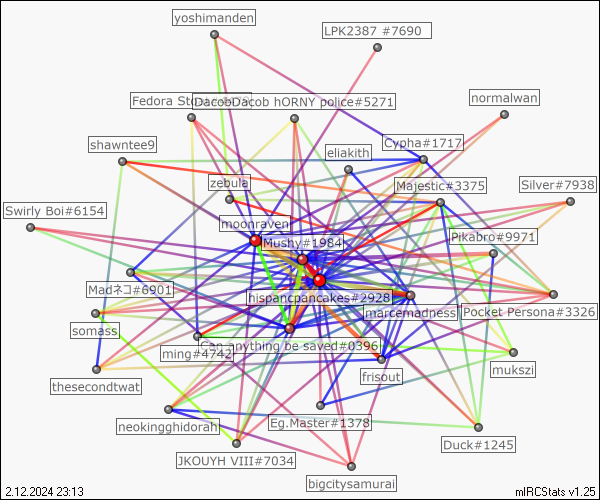 yoshimanden
LPK2387 #7690
normalwan
DacobDacob hORNY police#5271
Fedora
Cypha#1717
shawntee9
eliakith
zebula
Majestic#3375
Silver#7938
Swirly Boi#6154
moonraven
Mushy#1984
Pikabro#9971
Madネコ#6901
hispancpancakes#2928
marcemadness
Pocket Persona#3326
somass
can anything be saved#0396
ming#4742
mukszi
thesecondtwat
frisout
neokingghidorah
Eg.Master#1378
Duck#1245
JKOUYH VIII#7034
bigcitysamurai
2.12.2024 23:13
mIRCStats v1.25